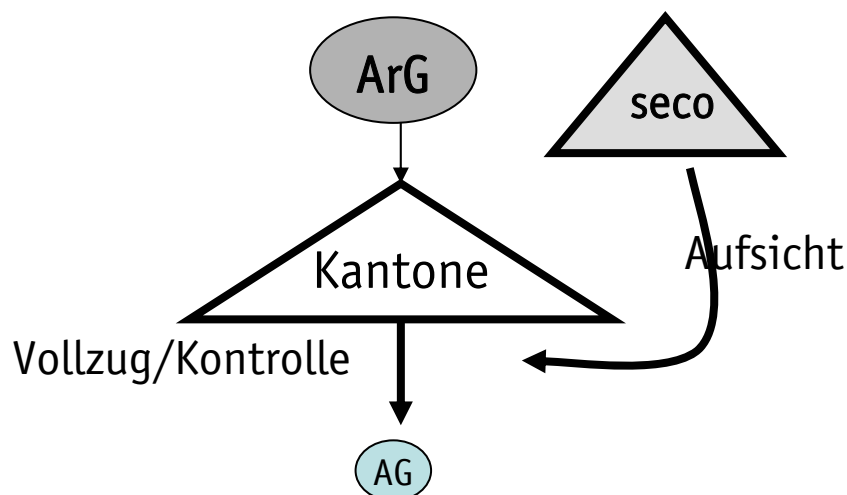 ArG
seco
Aufsicht
Kantone
Vollzug/Kontrolle
AG